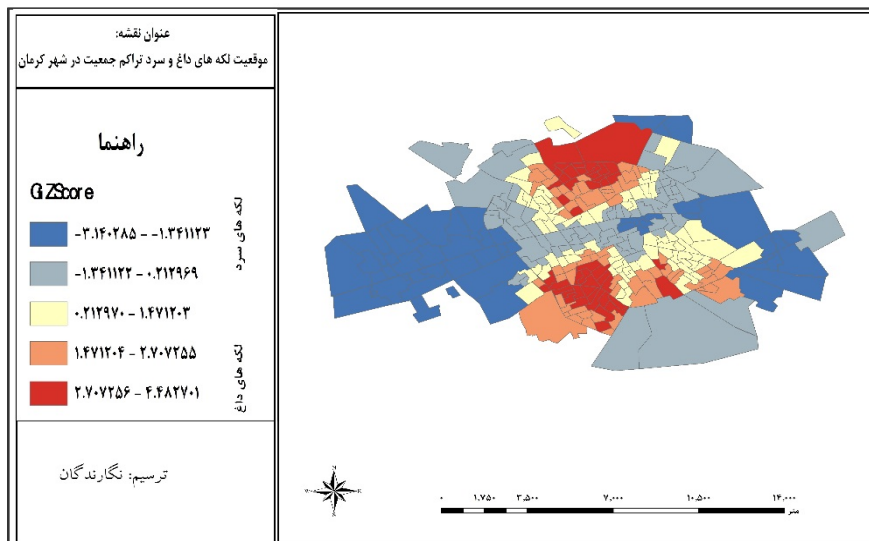 عنوان نقشه:
موقعیت لکه های داغ و سرد تراکم جمعیت در شهر کرمان
راهنما
GiZScore
لکه های سرد
-۳.۱۴۰۲۸۵ - -۱.۳۴۱۱۲۳
-۱.۳۴۱۱۲۲ - ۰.۲۱۲۹۶۹
۰.۲۱۲۹۷۰ - ۱.۴۷۱۲۰۳
۱.۴۷۱۲۰۴ - ۲.۷۰۷۲۵۵
۲.۷۰۷۲۵۶ - ۴.۴۸۲۷۰۱
لکه های داغ
ترسیم: نگارندگان
N
۰ ۱.۷۵۰ ۳.۵۰۰ ۷.۰۰۰ ۱۰.۵۰۰ ۱۴.۰۰۰
متر